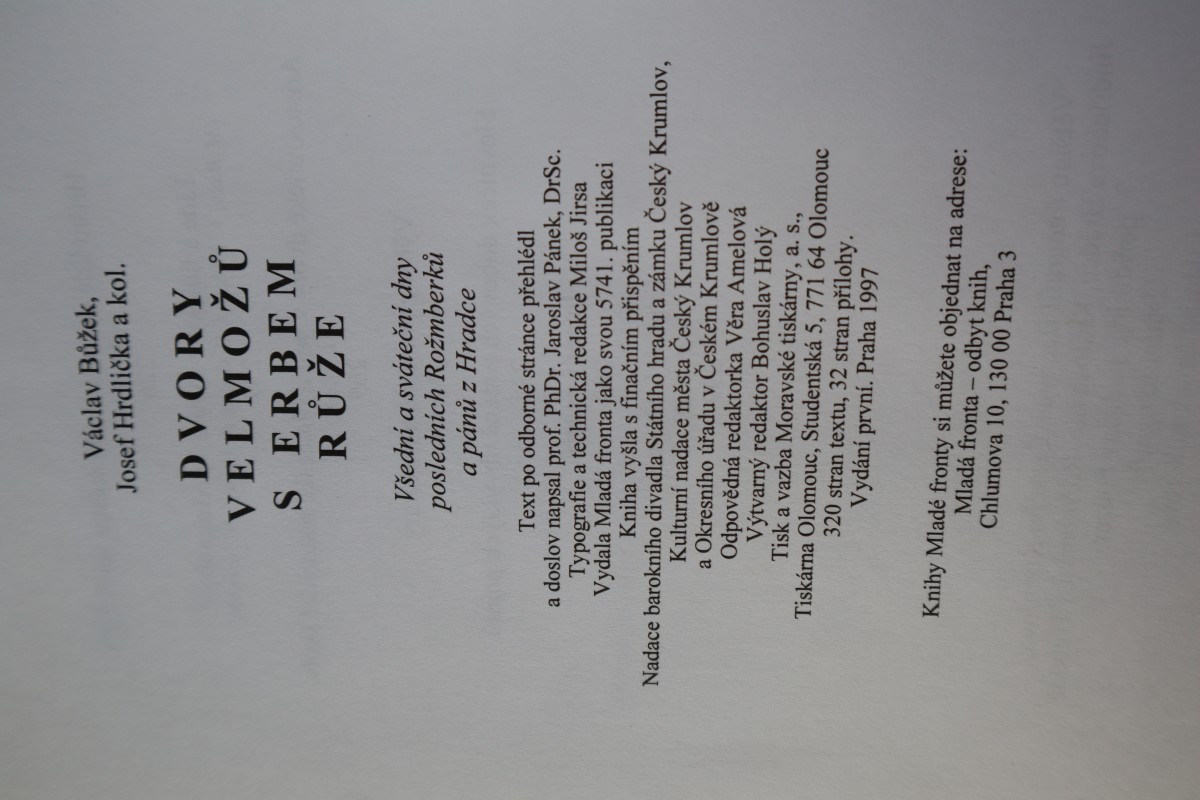 Václav Bůžek,
Josef Hrdlička a kol.
DVORY
VELMOŽŮ
S ERBEM
RŮŽE
Všední a sváteční dny
posledních Rožmberků
a pánů z Hradce
Text po odborné stránce přehlédl
a doslov napsal prof. PhDr. Jaroslav Pánek, DrSc.
Typografie a technická redakce Miloš Jirsa
Vydala Mladá fronta jako svou 5741. publikaci
Kniha vyšla s finačním přispěním
Nadace barokního divadla Státního hradu a zámku Český Krumlov,
Kulturní nadace města Český Krumlov
a Okresního úřadu v Českém Krumlově
Odpovědná redaktorka Věra Amelová
Výtvarný redaktor Bohuslav Holý
Tisk a vazba Moravské tiskárny, a. s.,
Tiskárna Olomouc, Studentská 5, 771 64 Olomouc
320 stran textu, 32 stran přílohy.
Vydání první. Praha 1997
Knihy Mladé fronty si můžete objednat na adrese:
Mladá fronta – odbyt knih,
Chlumova 10, 130 00 Praha 3